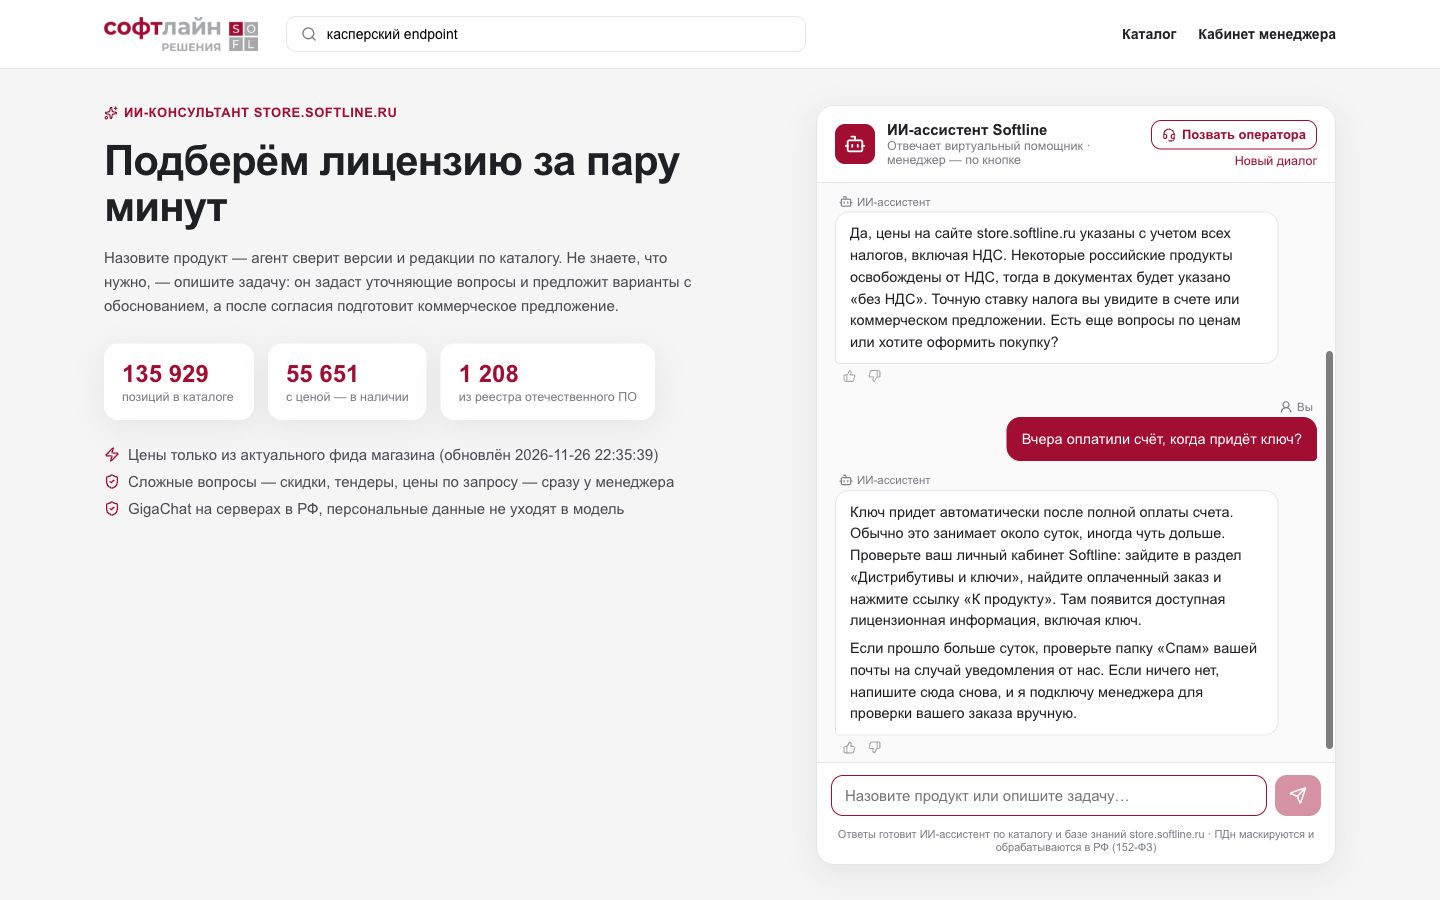 софтлайн
РЕШЕНИЯ
S O
F L
касперский endpoint
Каталог
Кабинет менеджера
ИИ-КОНСУЛЬТАНТ STORE.SOFTLINE.RU
Подберём лицензию за пару
минут
Назовите продукт — агент сверит версии и редакции по каталогу. Не знаете, что
нужно, — опишите задачу: он задаст уточняющие вопросы и предложит варианты с
обоснованием, а после согласия подготовит коммерческое предложение.
135 929
позиций в каталоге
55 651
с ценой — в наличии
1 208
из реестра отечественного ПО
Цены только из актуального фида магазина (обновлён 2026-11-26 22:35:39)
Сложные вопросы — скидки, тендеры, цены по запросу — сразу у менеджера
GigaChat на серверах в РФ, персональные данные не уходят в модель
ИИ-ассистент Softline
Отвечает виртуальный помощник ·
менеджер — по кнопке
Позвать оператора
Новый диалог
ИИ-ассистент
Да, цены на сайте store.softline.ru указаны с учетом всех
налогов, включая НДС. Некоторые российские продукты
освобождены от НДС, тогда в документах будет указано
«без НДС». Точную ставку налога вы увидите в счете или
коммерческом предложении. Есть еще вопросы по ценам
или хотите оформить покупку?
Вы
Вчера оплатили счёт, когда придёт ключ?
ИИ-ассистент
Ключ придет автоматически после полной оплаты счета.
Обычно это занимает около суток, иногда чуть дольше.
Проверьте ваш личный кабинет Softline: зайдите в раздел
«Дистрибутивы и ключи», найдите оплаченный заказ и
нажмите ссылку «К продукту». Там появится доступная
лицензионная информация, включая ключ.
Если прошло больше суток, проверьте папку «Спам» вашей
почты на случай уведомления от нас. Если ничего нет,
напишите сюда снова, и я подключу менеджера для
проверки вашего заказа вручную.
Назовите продукт или опишите задачу…
Ответы готовит ИИ-ассистент по каталогу и базе знаний store.softline.ru · ПДн маскируются и
обрабатываются в РФ (152-ФЗ)